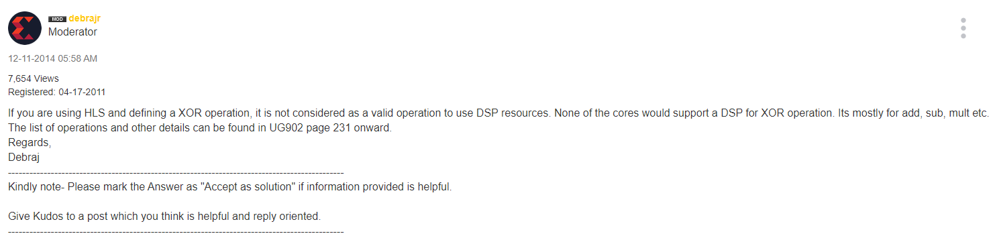 MOD debrajr
Moderator
12-11-2014 05:58 AM
7,654 Views
Registered: 04-17-2011
If you are using HLS and defining a XOR operation, it is not considered as a valid operation to use DSP resources. None of the cores would support a DSP for XOR operation. Its mostly for add, sub, mult etc.
The list of operations and other details can be found in UG902 page 231 onward.
Regards,
Debraj
-----------------------------------------------------------------------------------------------
Kindly note- Please mark the Answer as "Accept as solution" if information provided is helpful.
Give Kudos to a post which you think is helpful and reply oriented.
-----------------------------------------------------------------------------------------------